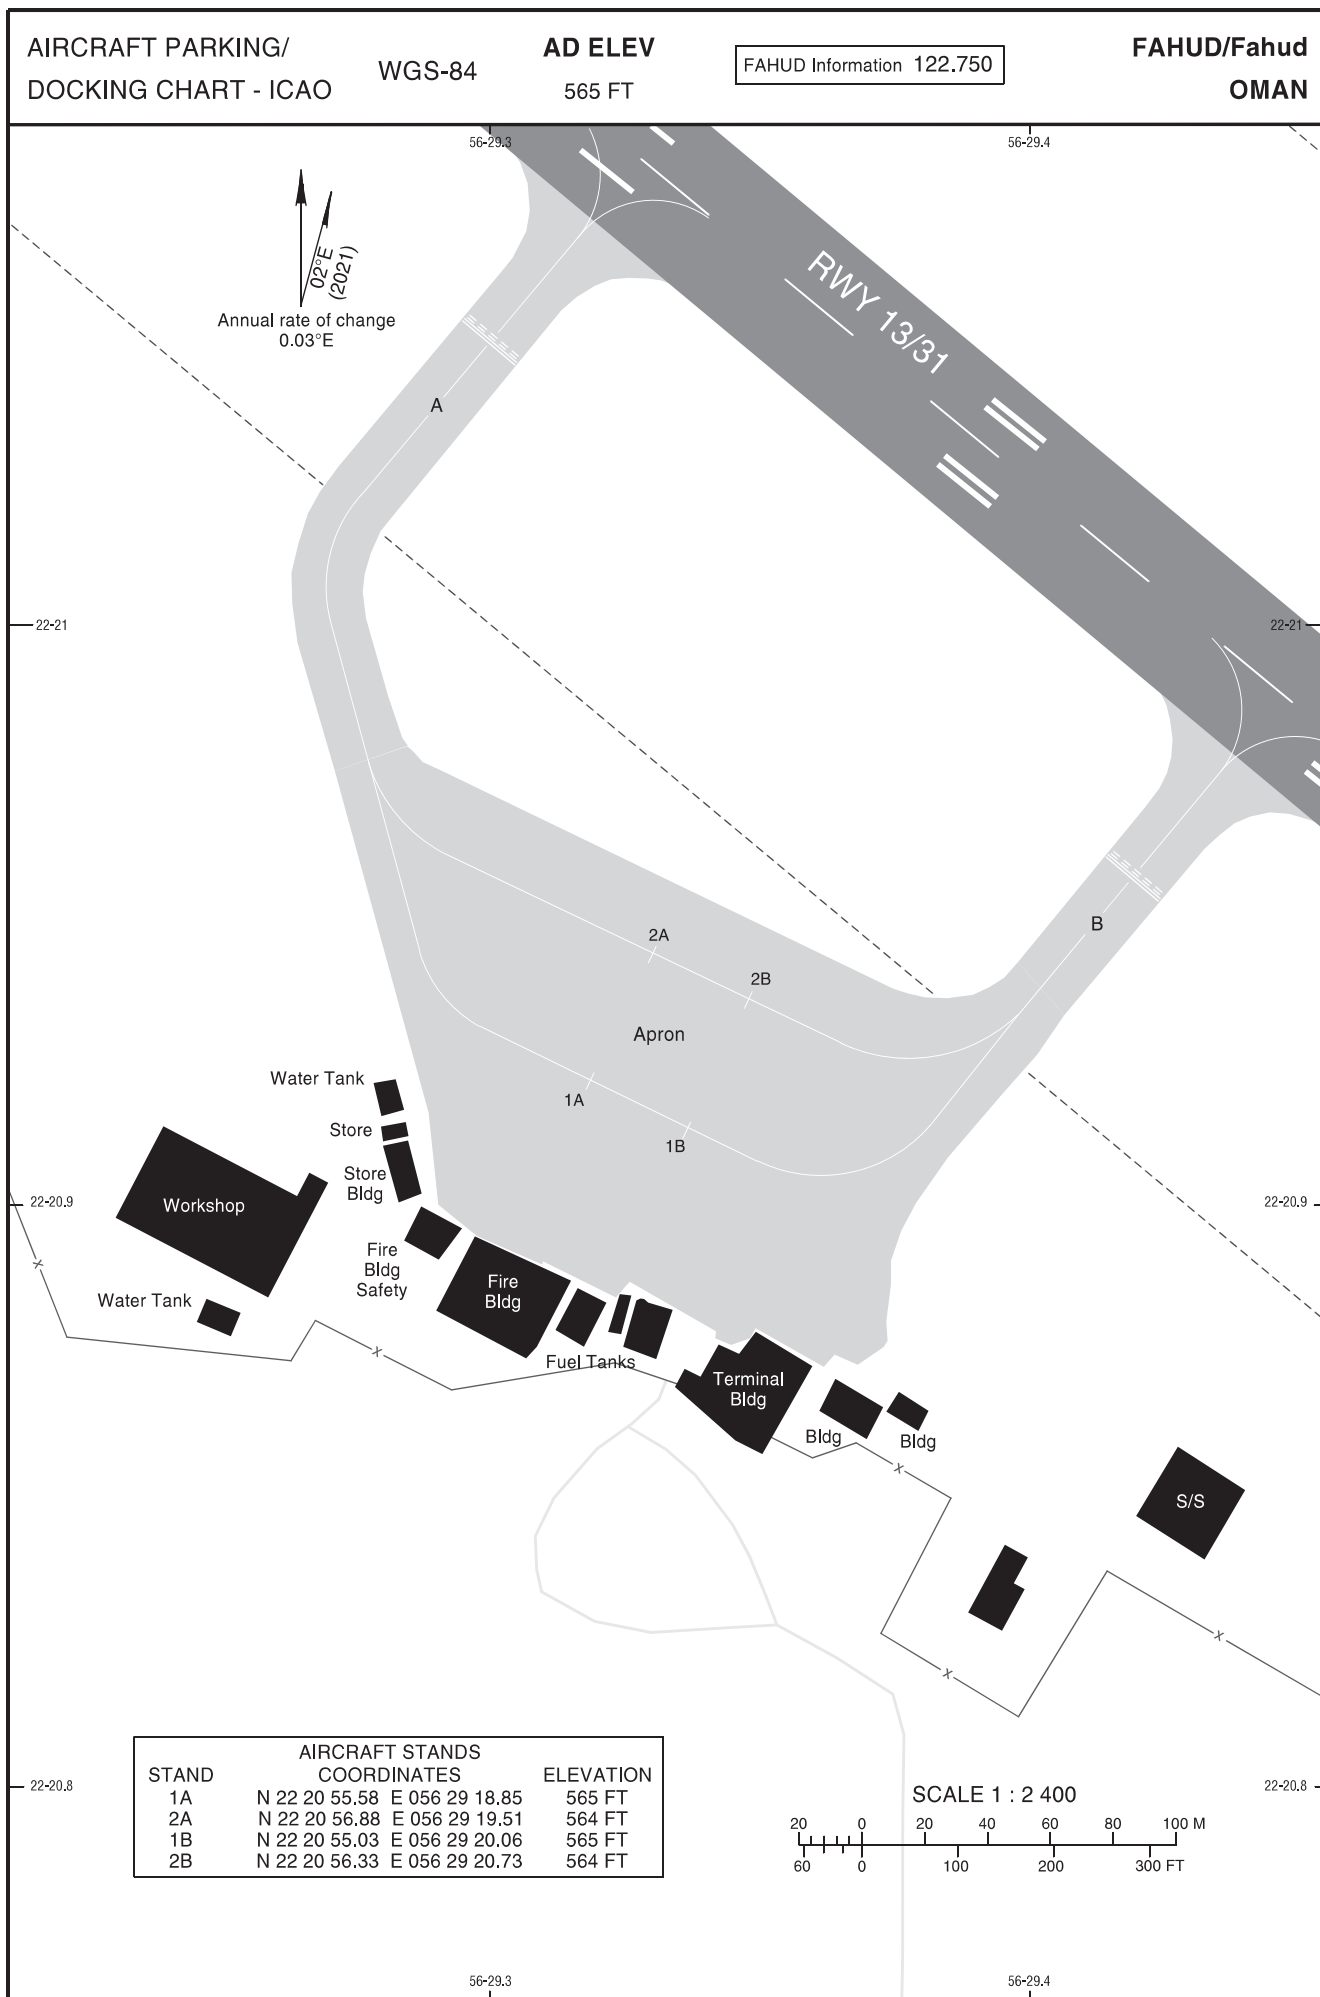 AIRCRAFT PARKING/
DOCKING CHART - ICAO
WGS-84
AD ELEV
565 FT
FAHUD Information 122.750
FAHUD/Fahud
OMAN
56-29.3
56-29.4
02°E
(2021)
Annual rate of change
0.03°E
RWY 13/31
A
22-21
22-21
B
2A
2B
Apron
1A
1B
Water Tank
Store
Store
Bldg
Workshop
22-20.9
22-20.9
Fire
Bldg
Safety
Fire
Bldg
Water Tank
Fuel Tanks
Terminal
Bldg
Bldg
Bldg
S/S
AIRCRAFT STANDS
STAND COORDINATES ELEVATION
1A N 22 20 55.58 E 056 29 18.85 565 FT
2A N 22 20 56.88 E 056 29 19.51 564 FT
1B N 22 20 55.03 E 056 29 20.06 565 FT
2B N 22 20 56.33 E 056 29 20.73 564 FT
22-20.8
22-20.8
SCALE 1 : 2 400
20 0 20 40 60 80 100 M
60 0 100 200 300 FT
56-29.3
56-29.4